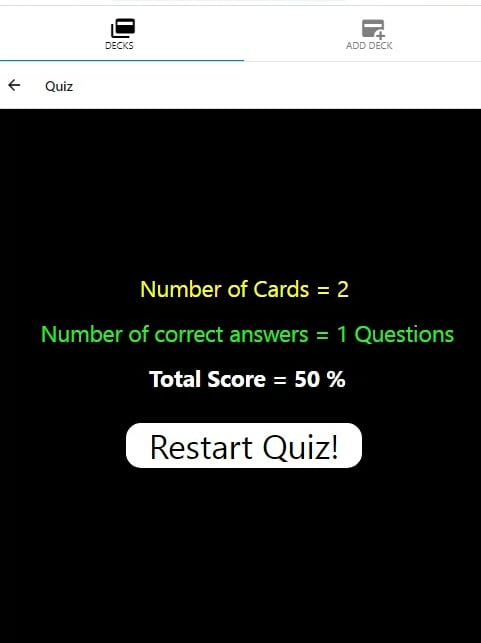 DECKS
ADD DECK
Quiz
Number of Cards = 2
Number of correct answers = 1 Questions
Total Score = 50 %
Restart Quiz!